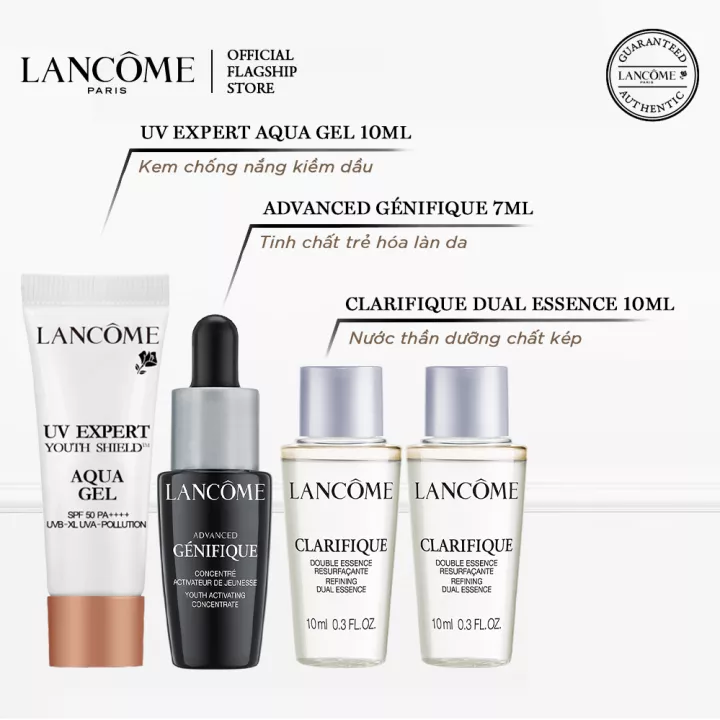 LANCÔME
PARIS
OFFICIAL
FLAGSHIP
STORE
GUARANTEED
LANCÔME
PARIS
AUTHENTIC
UV EXPERT AQUA GEL 10ML
Kem chống nắng kiềm dầu
ADVANCED GÉNIFIQUE 7ML
Tinh chất trẻ hóa làn da
CLARIFIQUE DUAL ESSENCE 10ML
Nước thần dưỡng chất kép
LANCÔME
UV EXPERT
YOUTH SHIELD™
AQUA
GEL
SPF 50 PA++++
UVB-XL UVA-POLLUTION
LANCÔME
ADVANCED
GÉNIFIQUE
CONCENTRÉ
ACTIVATEUR DE JEUNESSE
YOUTH ACTIVATING
CONCENTRATE
LANCÔME
CLARIFIQUE
DOUBLE ESSENCE
RESURFAÇANTE
REFINING
DUAL ESSENCE
10ml 0.3 FL.OZ.
LANCÔME
CLARIFIQUE
DOUBLE ESSENCE
RESURFAÇANTE
REFINING
DUAL ESSENCE
10ml 0.3 FL.OZ.